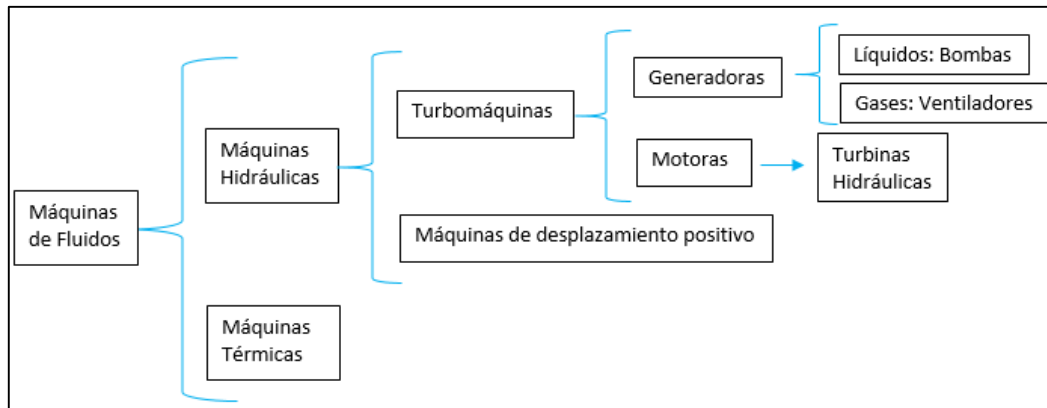 Máquinas
de Fluidos
Máquinas
Hidráulicas
Turbomáquinas
Generadoras
Líquidos: Bombas
Gases: Ventiladores
Motoras
Turbinas
Hidráulicas
Máquinas de desplazamiento positivo
Máquinas
Térmicas